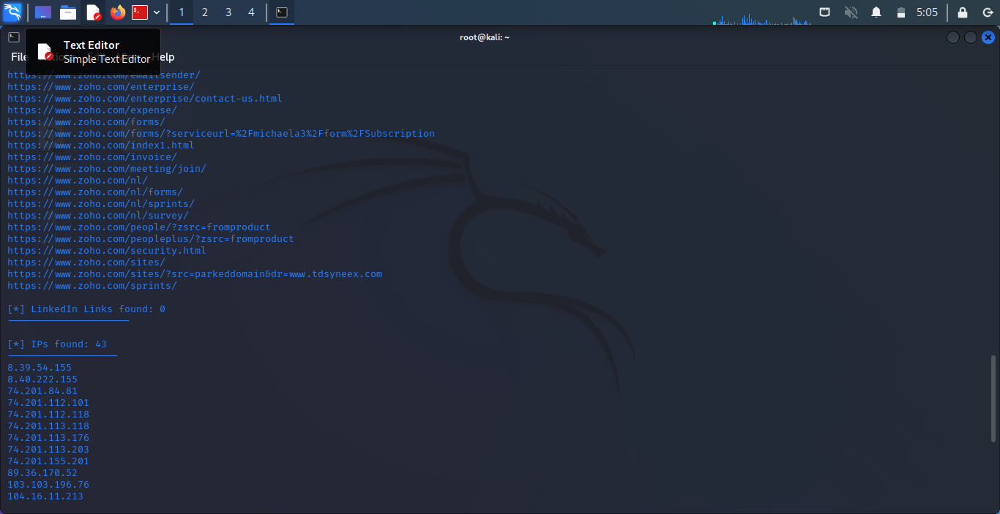 1 2 3 4 5:05
root@kali: ~
Text Editor
Simple Text Editor
File Help
https://www.zoho.com/emailsender/
https://www.zoho.com/enterprise/
https://www.zoho.com/enterprise/contact-us.html
https://www.zoho.com/expense/
https://www.zoho.com/forms/
https://www.zoho.com/forms/?serviceurl=%2Fmichaela3%2Fform%2FSubscription
https://www.zoho.com/index1.html
https://www.zoho.com/invoice/
https://www.zoho.com/meeting/join/
https://www.zoho.com/nl/
https://www.zoho.com/nl/forms/
https://www.zoho.com/nl/sprints/
https://www.zoho.com/nl/survey/
https://www.zoho.com/people/?zsrc=fromproduct
https://www.zoho.com/peopleplus/?zsrc=fromproduct
https://www.zoho.com/security.html
https://www.zoho.com/sites/
https://www.zoho.com/sites/?src=parkeddomain&dr=www.tdsyneex.com
https://www.zoho.com/sprints/
[*] LinkedIn Links found: 0
[*] IPs found: 43
8.39.54.155
8.40.222.155
74.201.84.81
74.201.112.101
74.201.112.118
74.201.113.118
74.201.113.176
74.201.113.203
74.201.155.201
89.36.170.52
103.103.196.76
104.16.11.213